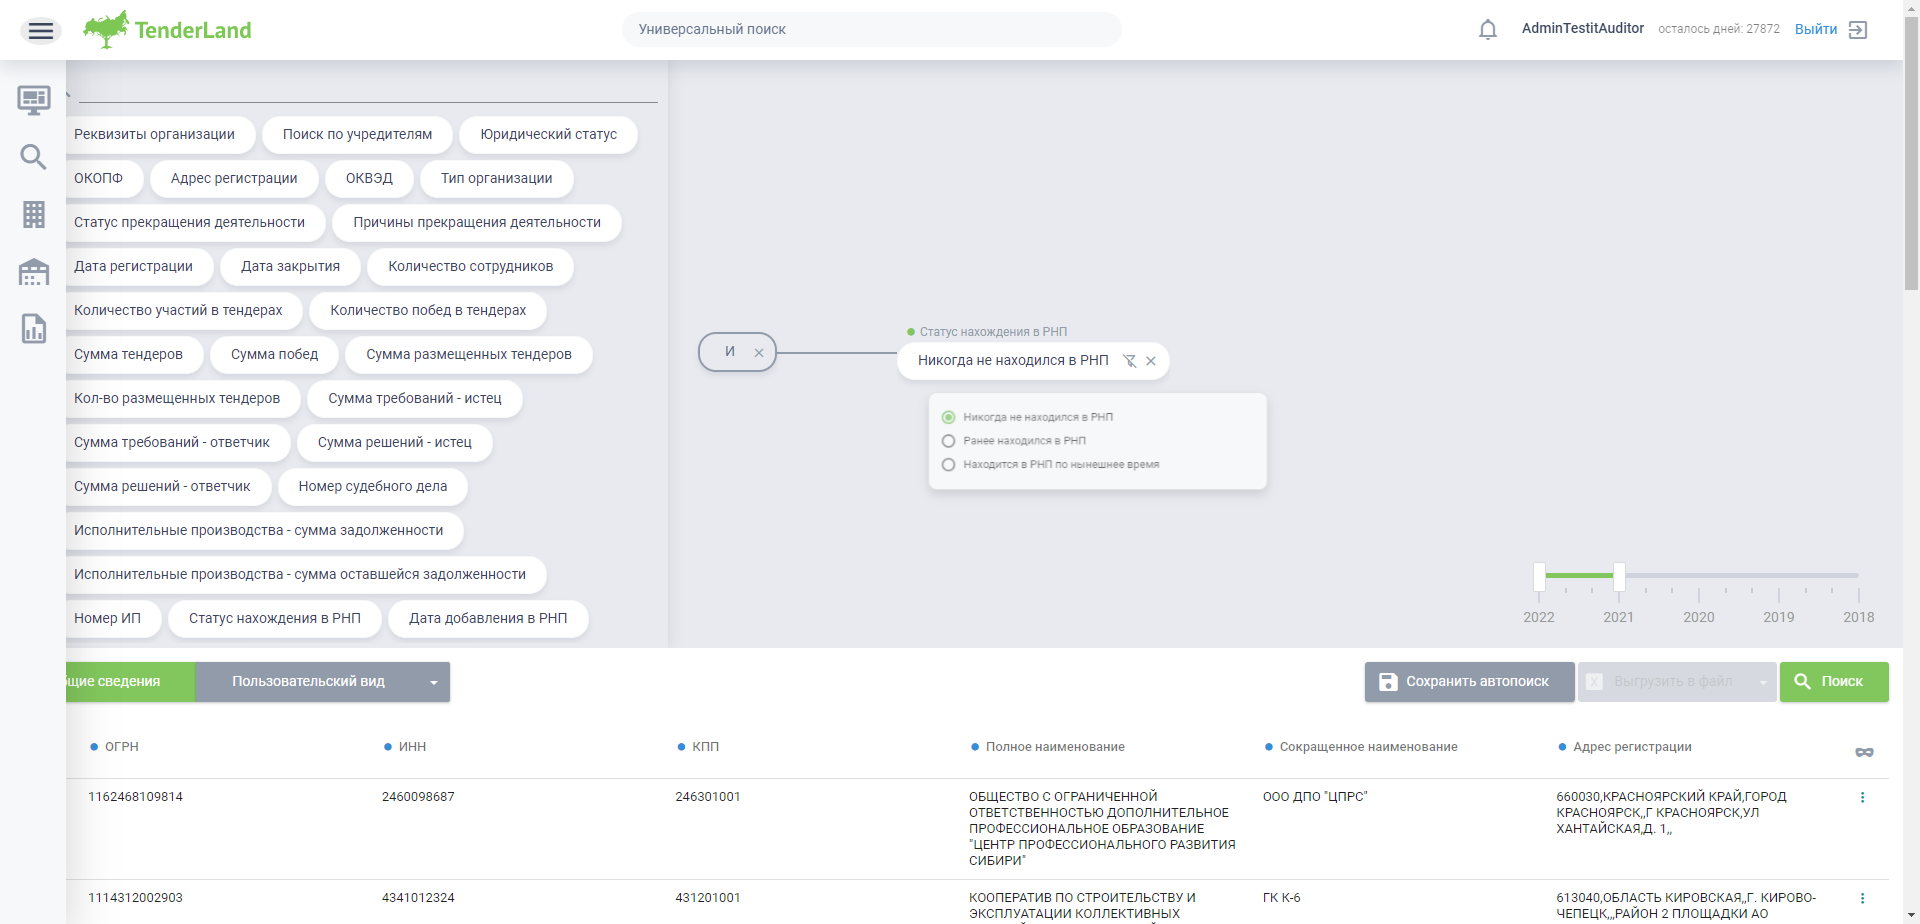 TenderLand
Универсальный поиск
AdminTestitAuditor
осталось дней: 27872
Выйти
Реквизиты организации
Поиск по учредителям
Юридический статус
ОКОПФ
Адрес регистрации
ОКВЭД
Тип организации
Статус прекращения деятельности
Причины прекращения деятельности
Дата регистрации
Дата закрытия
Количество сотрудников
Количество участий в тендерах
Количество побед в тендерах
Сумма тендеров
Сумма побед
Сумма размещенных тендеров
Кол-во размещенных тендеров
Сумма требований - истец
Сумма требований - ответчик
Сумма решений - истец
Сумма решений - ответчик
Номер судебного дела
Исполнительные производства - сумма задолженности
Исполнительные производства - сумма оставшейся задолженности
Номер ИП
Статус нахождения в РНП
Дата добавления в РНП
И
Статус нахождения в РНП
Никогда не находился в РНП
Никогда не находился в РНП
Ранее находился в РНП
Находится в РНП по нынешнее время
2022
2021
2020
2019
2018
бщие сведения
Пользовательский вид
Сохранить автопоиск
Выгрузить в файл
Поиск
ОГРН
ИНН
КПП
Полное наименование
Сокращенное наименование
Адрес регистрации
1162468109814
2460098687
246301001
ОБЩЕСТВО С ОГРАНИЧЕННОЙ
ОТВЕТСТВЕННОСТЬЮ ДОПОЛНИТЕЛЬНОЕ
ПРОФЕССИОНАЛЬНОЕ ОБРАЗОВАНИЕ
"ЦЕНТР ПРОФЕССИОНАЛЬНОГО РАЗВИТИЯ
СИБИРИ"
ООО ДПО "ЦПРС"
660030,КРАСНОЯРСКИЙ КРАЙ,ГОРОД
КРАСНОЯРСК,,Г КРАСНОЯРСК,УЛ
ХАНТАЙСКАЯ,Д. 1,,
1114312002903
4341012324
431201001
КООПЕРАТИВ ПО СТРОИТЕЛЬСТВУ И
ЭКСПЛУАТАЦИИ КОЛЛЕКТИВНЫХ
ГК К-6
613040,ОБЛАСТЬ КИРОВСКАЯ,,Г. КИРОВО-
ЧЕПЕЦК,,,РАЙОН 2 ПЛОЩАДКИ АО